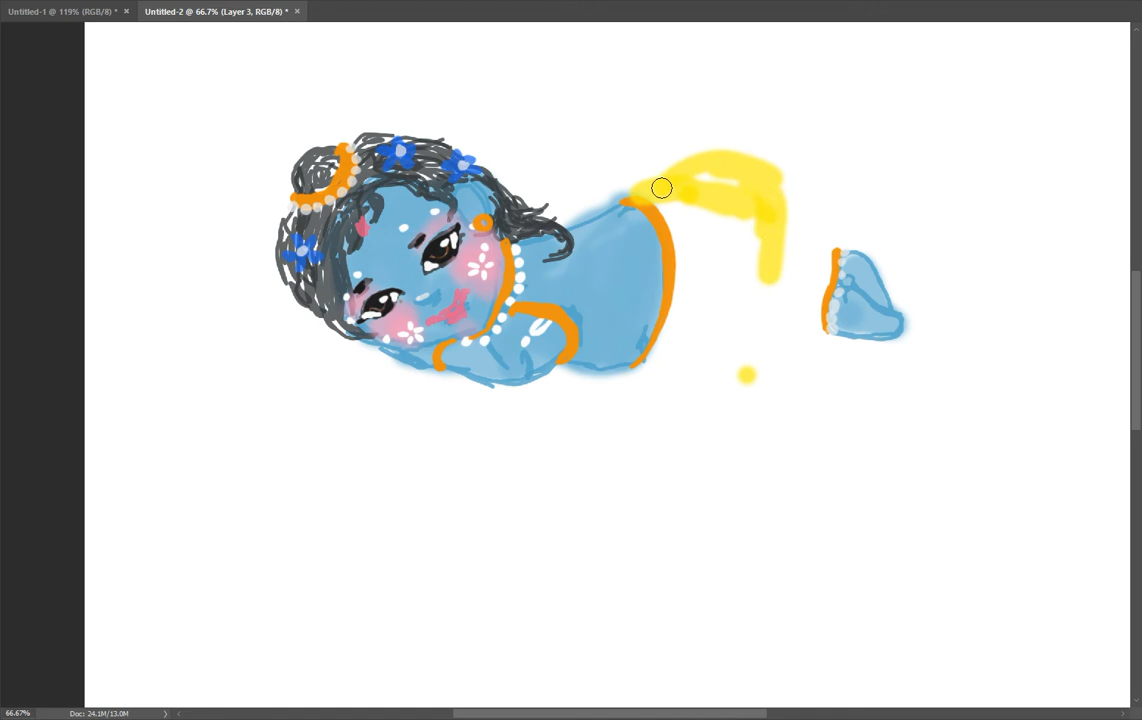 Untitled-1 @ 119% (RGB/8) * ×
Untitled-2 @ 66.7% (Layer 3, RGB/8) * ×
66.67%
Doc: 24.1M/13.0M